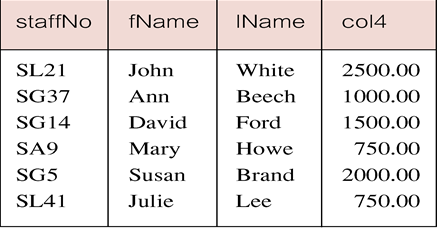 staffNo fName lName col4
SL21 John White 2500.00
SG37 Ann Beech 1000.00
SG14 David Ford 1500.00
SA9 Mary Howe 750.00
SG5 Susan Brand 2000.00
SL41 Julie Lee 750.00